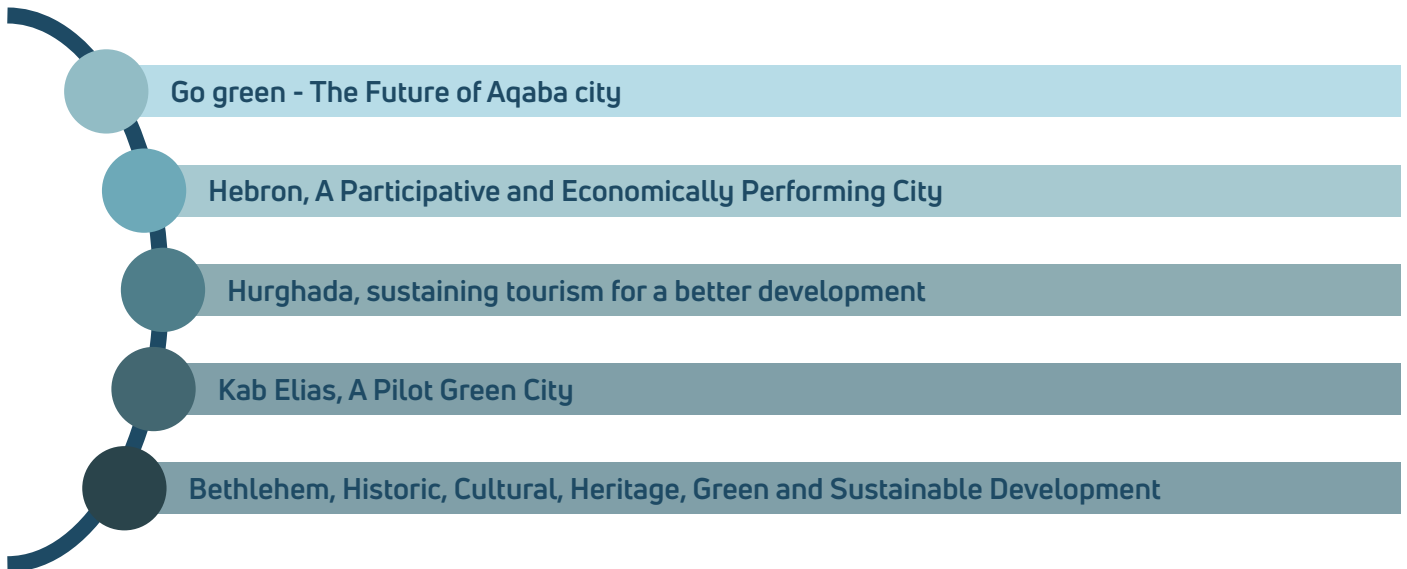 Go green - The Future of Aqaba city
Hebron, A Participative and Economically Performing City
Hurghada, sustaining tourism for a better development
Kab Elias, A Pilot Green City
Bethlehem, Historic, Cultural, Heritage, Green and Sustainable Development